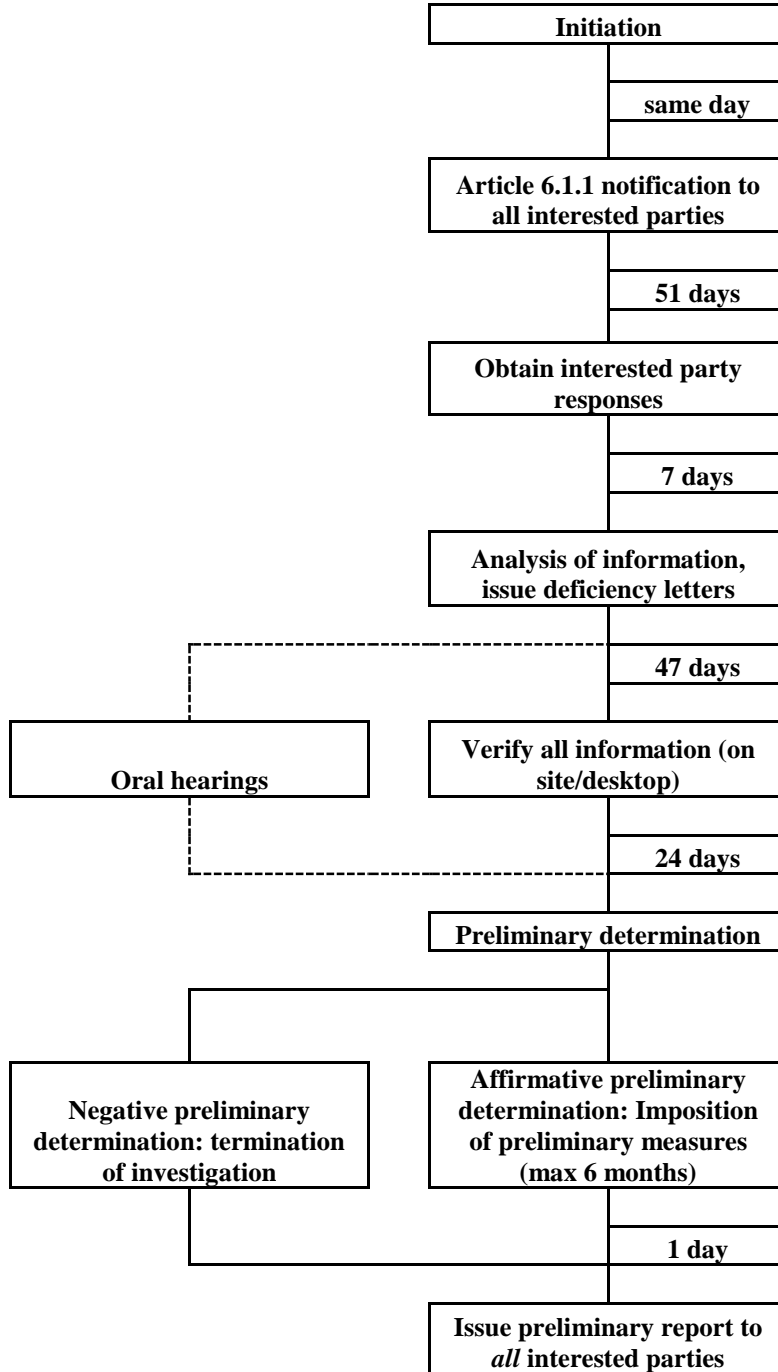 Initiation
same day
Article 6.1.1 notification to
all interested parties
51 days
Obtain interested party
responses
7 days
Analysis of information,
issue deficiency letters
47 days
Oral hearings
Verify all information (on
site/desktop)
24 days
Preliminary determination
Negative preliminary
determination: termination
of investigation
Affirmative preliminary
determination: Imposition
of preliminary measures
(max 6 months)
1 day
Issue preliminary report to
all interested parties